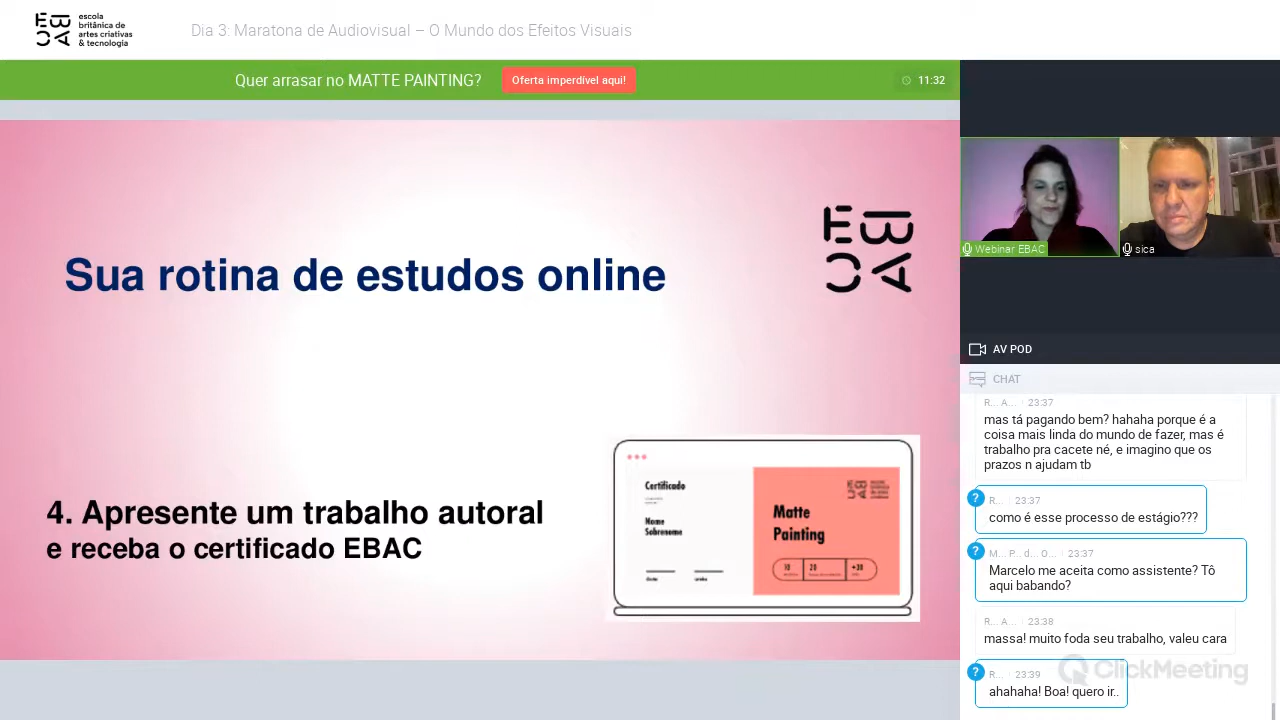 escola
britânica de
artes criativas
& tecnologia
Dia 3: Maratona de Audiovisual – O Mundo dos Efeitos Visuais
Quer arrasar no MATTE PAINTING?
Oferta imperdível aqui!
11:32
Sua rotina de estudos online
4. Apresente um trabalho autoral
e receba o certificado EBAC
Certificado
Nome
Sobrenome
Matte
Painting
10
20
+30
Webinar EBAC
sica
AV POD
CHAT
R... A... 23:37
mas tá pagando bem? hahaha porque é a
coisa mais linda do mundo de fazer, mas é
trabalho pra cacete né, e imagino que os
prazos n ajudam tb
?
R... 23:37
como é esse processo de estágio???
?
M... P... d... O... 23:37
Marcelo me aceita como assistente? Tô
aqui babando?
R... A... 23:38
massa! muito foda seu trabalho, valeu cara
?
R... 23:39
ahahaha! Boa! quero ir..
ClickMeeting